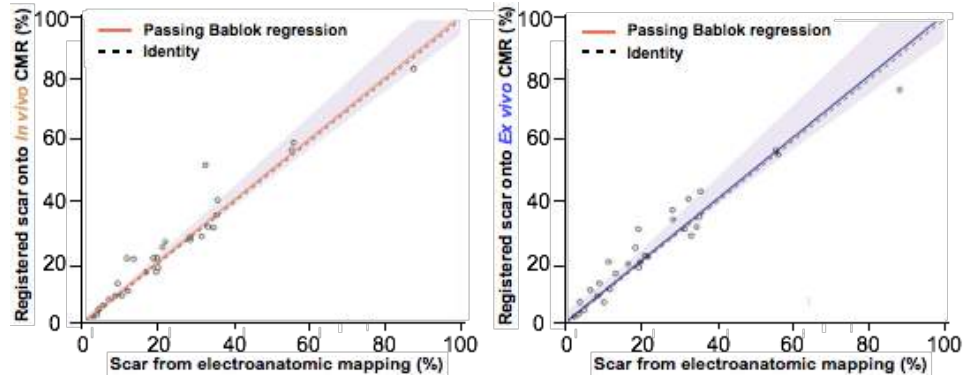 Registered scar onto In vivo CMR (%)
100
80
60
40
20
0
Passing Bablok regression
Identity
0 20 40 60 80 100
Scar from electroanatomic mapping (%)
Registered scar onto Ex vivo CMR (%)
100
80
60
40
20
0
Passing Bablok regression
Identity
0 20 40 60 80 100
Scar from electroanatomic mapping (%)